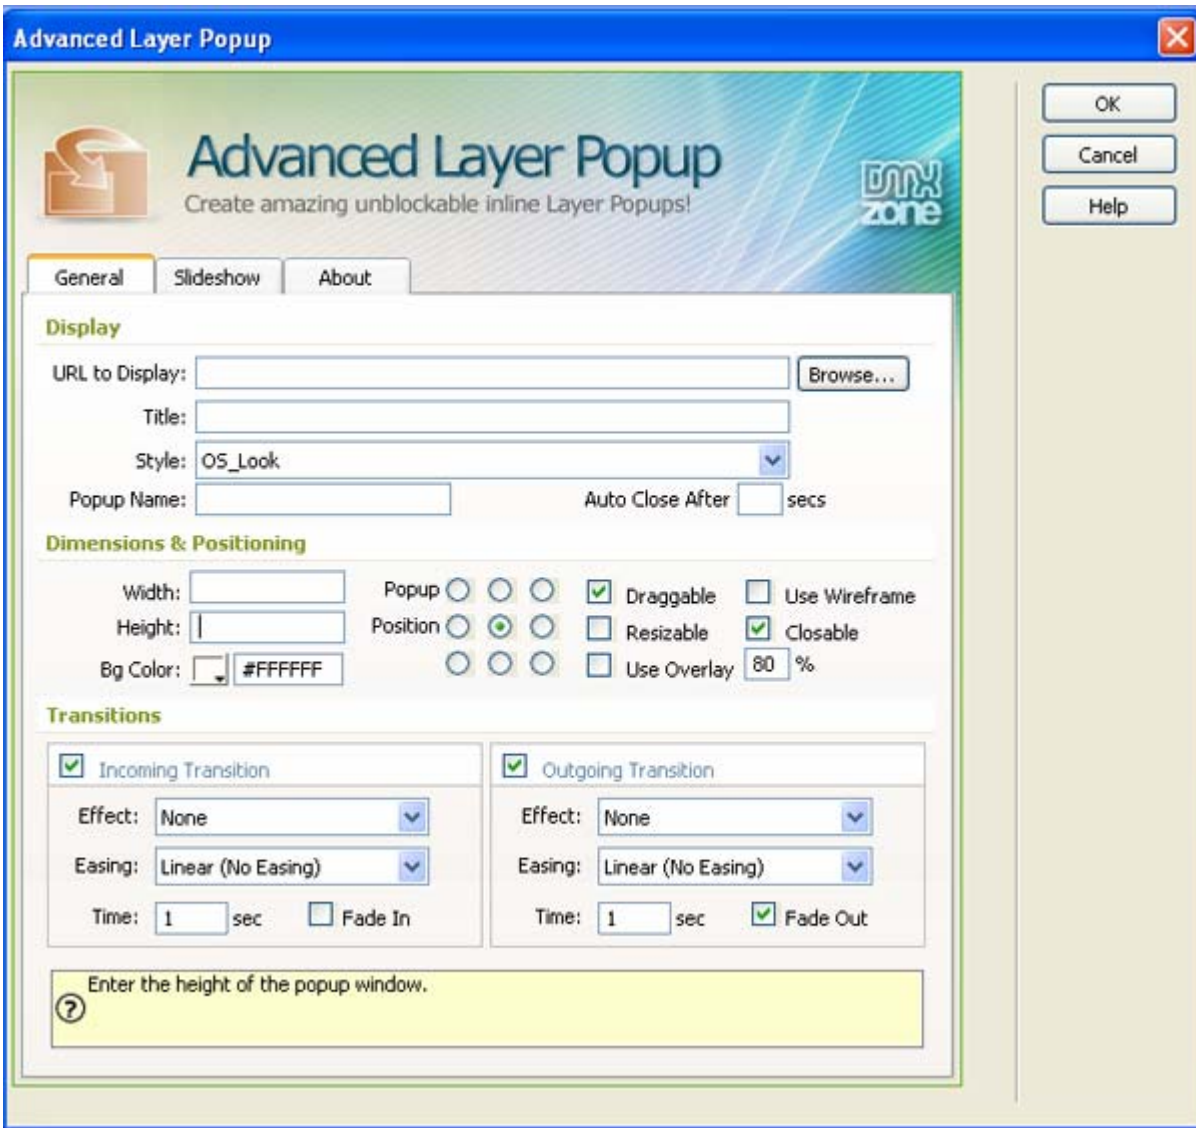 Advanced Layer Popup
OK
Cancel
Help
Advanced Layer Popup
Create amazing unblockable inline Layer Popups!
DMX
zone
General Slideshow About
Display
URL to Display: Browse...
Title:
Style: OS_Look
Popup Name: Auto Close After secs
Dimensions & Positioning
Width: Popup Draggable Use Wireframe
Height: Position Resizable Closable
Bg Color: #FFFFFF Use Overlay 80 %
Transitions
Incoming Transition Outgoing Transition
Effect: None Effect: None
Easing: Linear (No Easing) Easing: Linear (No Easing)
Time: 1 sec Fade In Time: 1 sec Fade Out
Enter the height of the popup window.
?